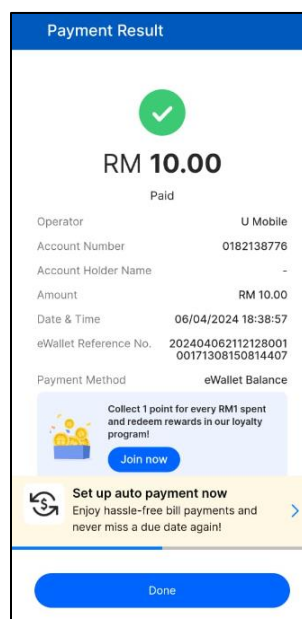 Payment Result
RM 10.00
Paid
Operator U Mobile
Account Number 0182138776
Account Holder Name -
Amount RM 10.00
Date & Time 06/04/2024 18:38:57
eWallet Reference No. 202404062112128001
00171308150814407
Payment Method eWallet Balance
Collect 1 point for every RM1 spent
and redeem rewards in our loyalty
program!
Join now
Set up auto payment now
Enjoy hassle-free bill payments and
never miss a due date again!
Done